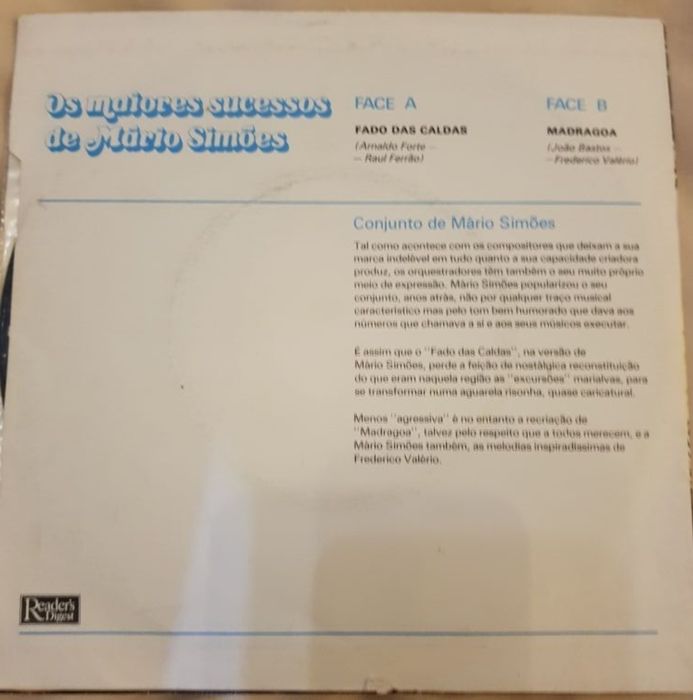 Os maiores sucessos
de Mário Simões
FACE A
FADO DAS CALDAS
(Arnaldo Forte –
– Raul Ferrão)
FACE B
MADRAGOA
(João Bastos –
– Frederico Valério)
Conjunto de Mário Simões
Tal como acontece com os compositores que deixam a sua
marca indelével em tudo quanto a sua capacidade criadora
produz, os orquestradores têm também o seu muito próprio
meio de expressão. Mário Simões popularizou o seu
conjunto, anos atrás, não por qualquer traço musical
característico mas pelo tom bem humorado que dava aos
números que chamava a si e aos seus músicos executar.
É assim que o "Fado das Caldas", na versão de
Mário Simões, perde a feição de nostálgica reconstituição
do que eram naquela região as "excursões" marialvas, para
se transformar numa aguarela risonha, quase caricatural.
Menos "agressiva" é no entanto a recriação de
"Madragoa", talvez pelo respeito que a todos merecem, e a
Mário Simões também, as melodias inspiradíssimas de
Frederico Valério.
Reader's
Digest